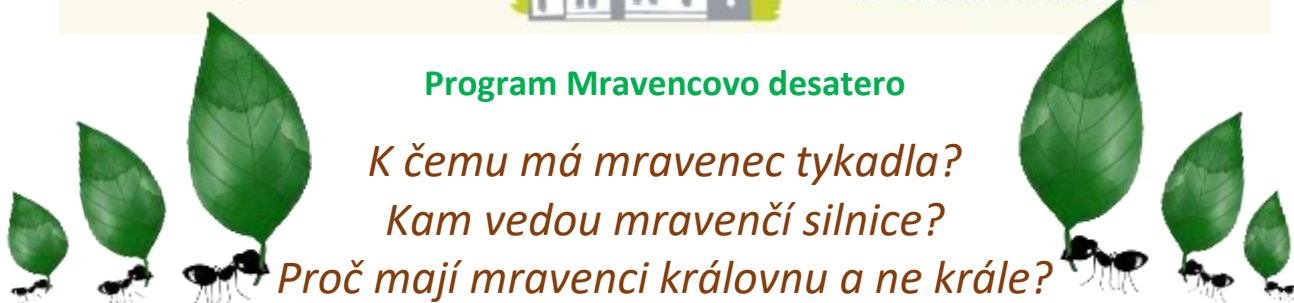 Program Mravencovo desatero
K čemu má mravenec tykadla?
Kam vedou mravenčí silnice?
Proč mají mravenci královnu a ne krále?